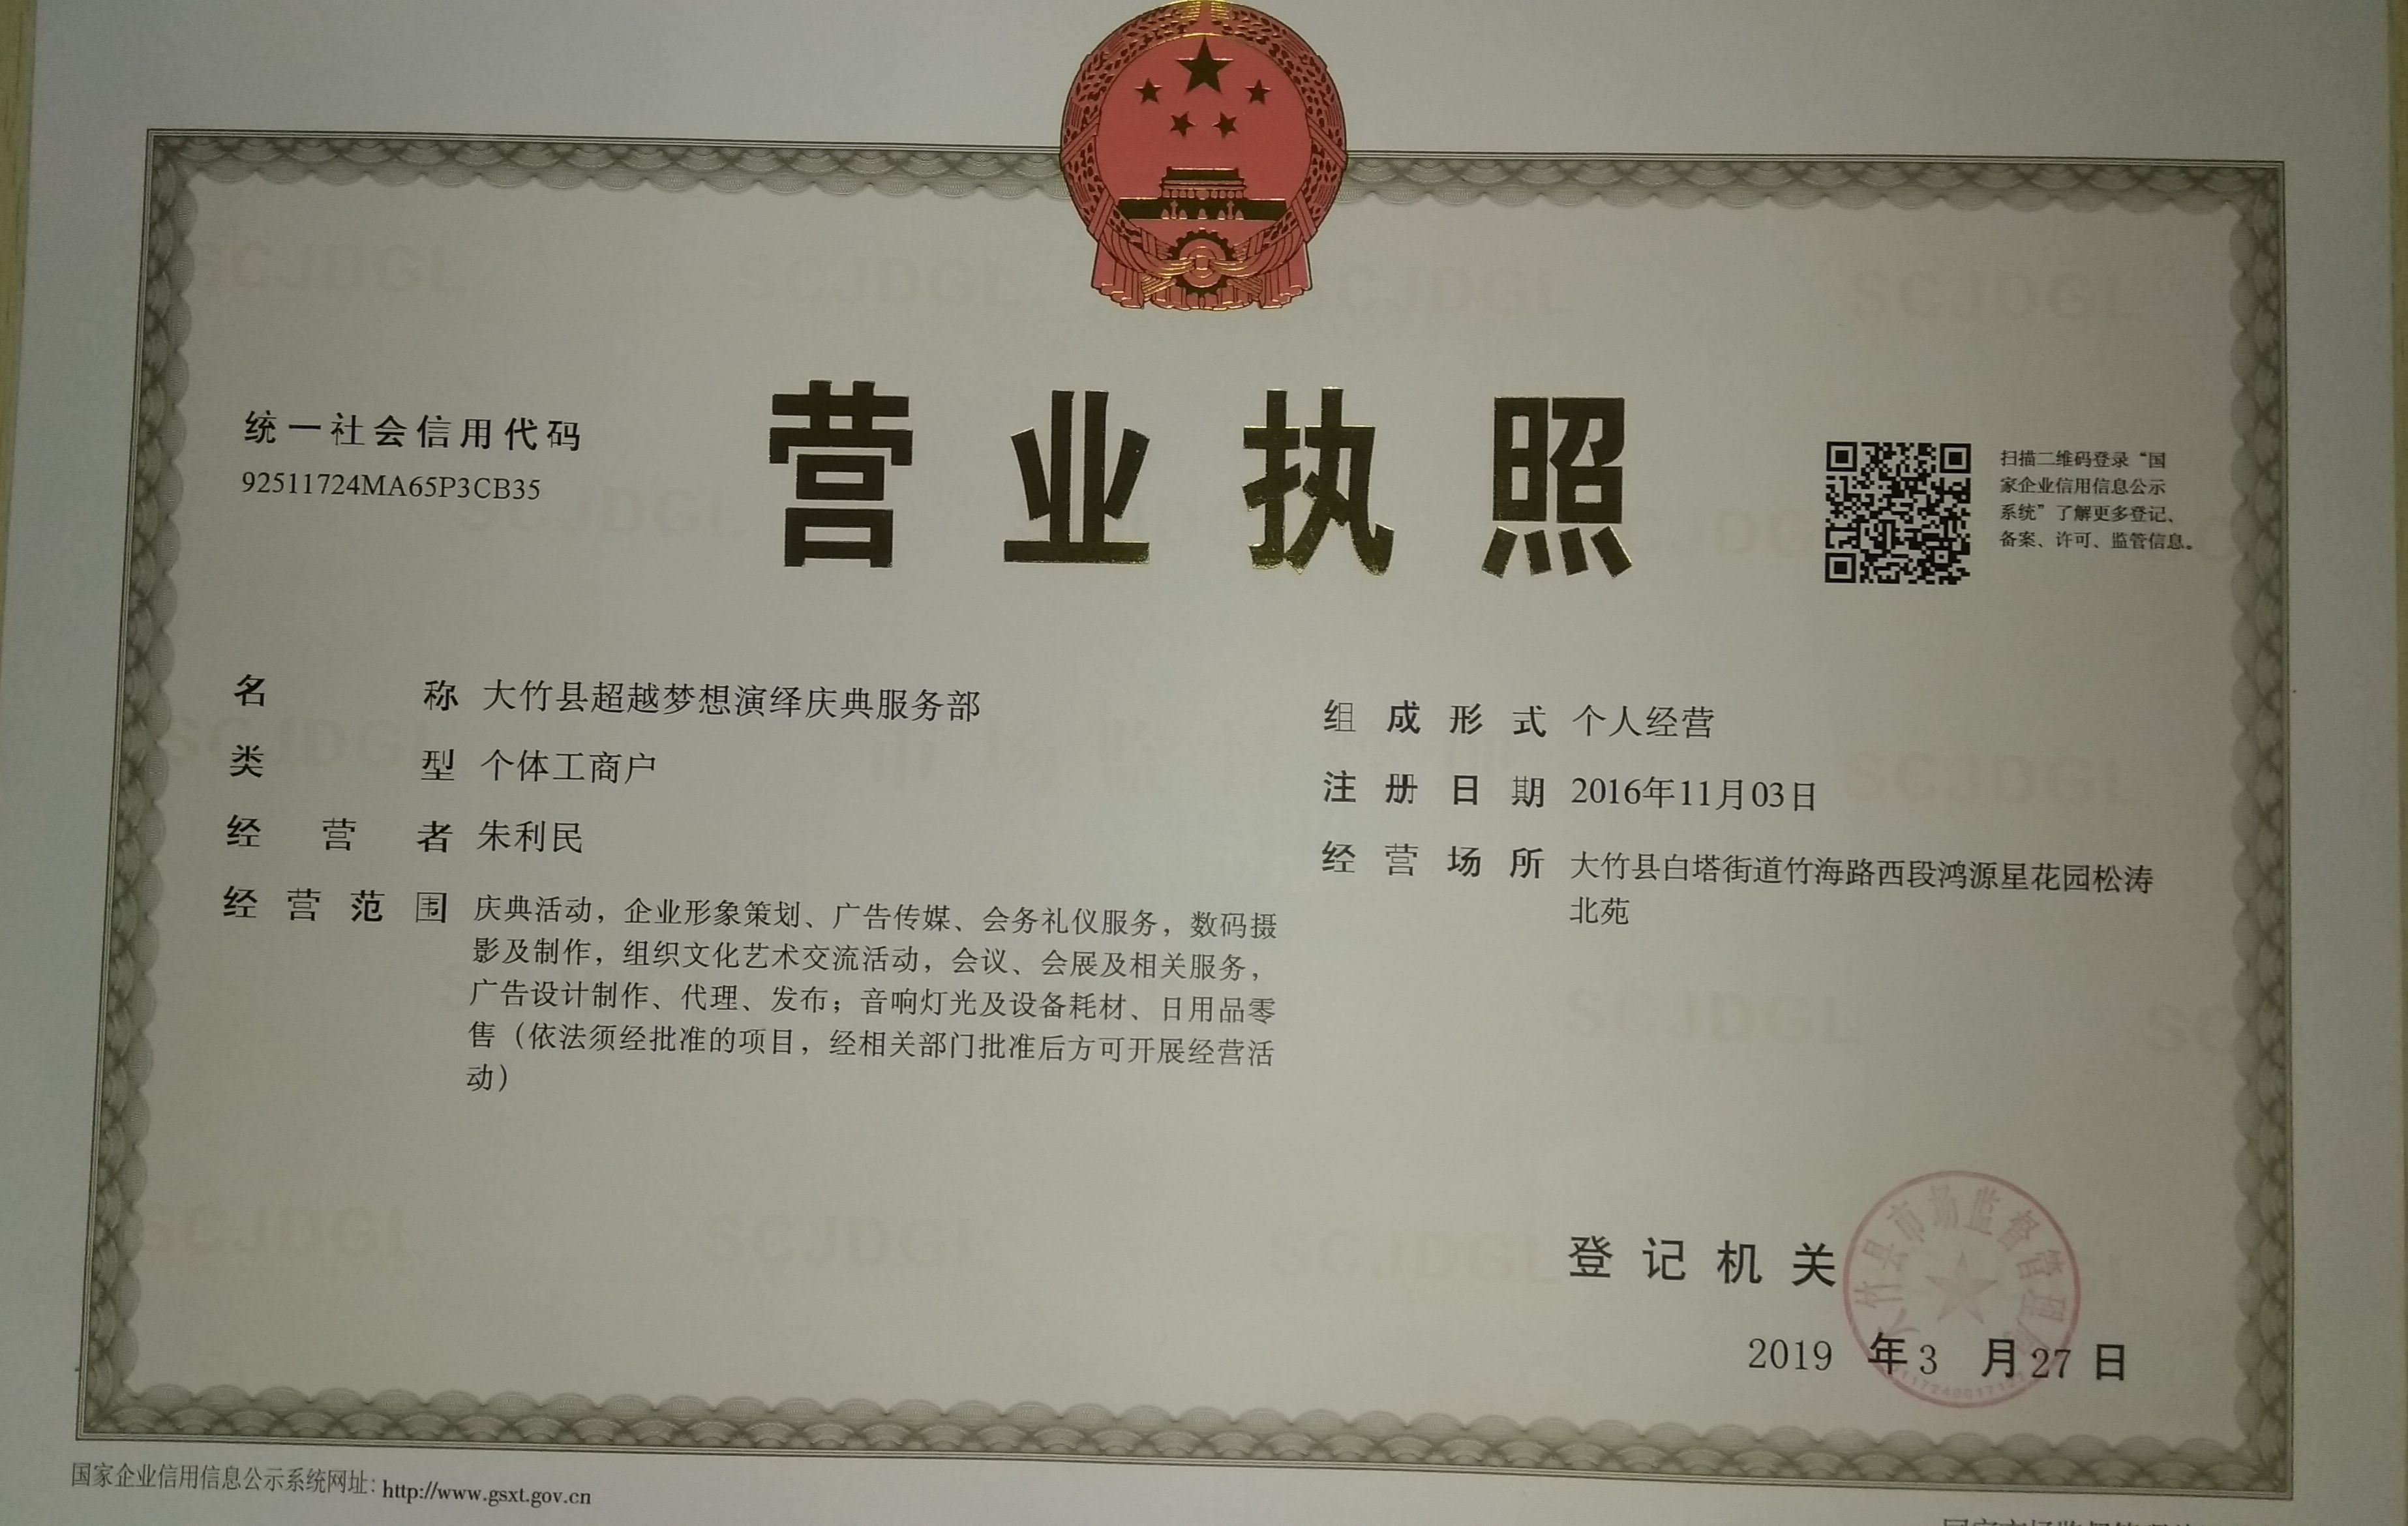 营业执照
统一社会信用代码
92511724MA65P3CB35
扫描二维码登录“国
家企业信用信息公示
系统”了解更多登记、
备案、许可、监管信息。
名称 大竹县超越梦想演绎庆典服务部
类型 个体工商户
经营者 朱利民
经营范围 庆典活动，企业形象策划、广告传媒、会务礼仪服务，数码摄
影及制作，组织文化艺术交流活动，会议、会展及相关服务，
广告设计制作、代理、发布；音响灯光及设备耗材、日用品零
售（依法须经批准的项目，经相关部门批准后方可开展经营活
动）
组成形式 个人经营
注册日期 2016年11月03日
经营场所 大竹县白塔街道竹海路西段鸿源星花园松涛
北苑
登记机关
大竹县市场监督管理局
2019 年 3 月 27 日
国家企业信用信息公示系统网址：http://www.gsxt.gov.cn
SCJDGL